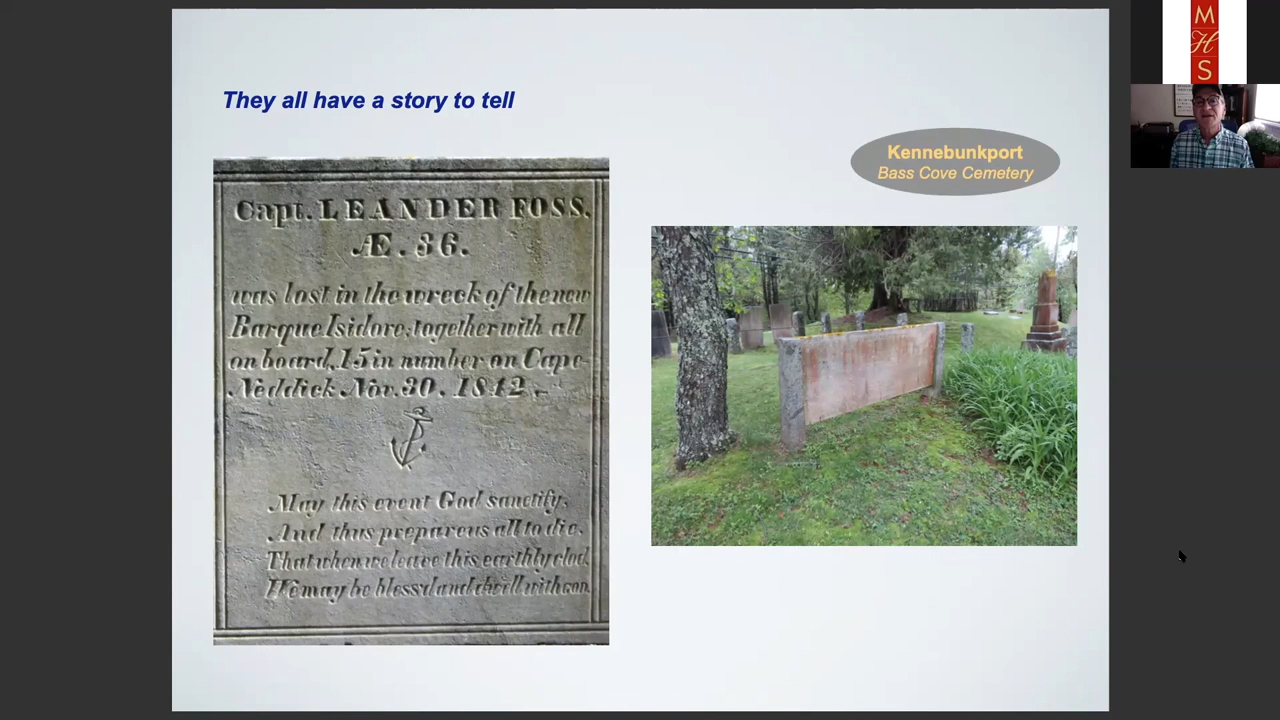 They all have a story to tell
Kennebunkport
Bass Cove Cemetery
Capt. LEANDER FOSS,
Æ. 36.
was lost in the wreck of the new
Barque Isidore; together with all
on board, 15 in number on Cape
Neddick Nov. 30. 1842.
May this event God sanctify,
And thus prepare us all to die.
That when we leave this earthly clod,
We may be bless'd and dwell with GOD.
M
H
S